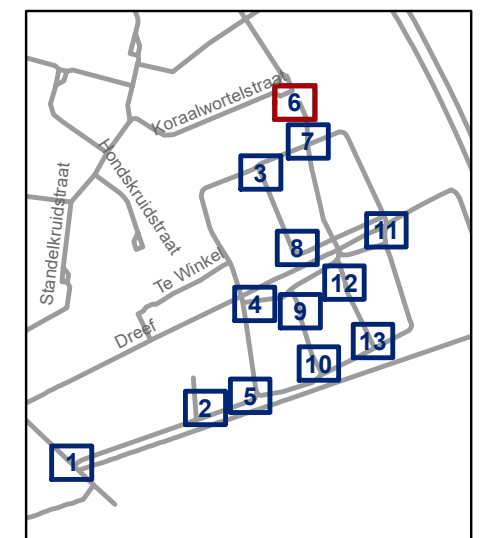 Koraalwortelstraat
6
7
Hondskruidstraat
3
Standelkruidstraat
11
8
Te Winkel
12
4
9
Dreef
13
10
5
2
1